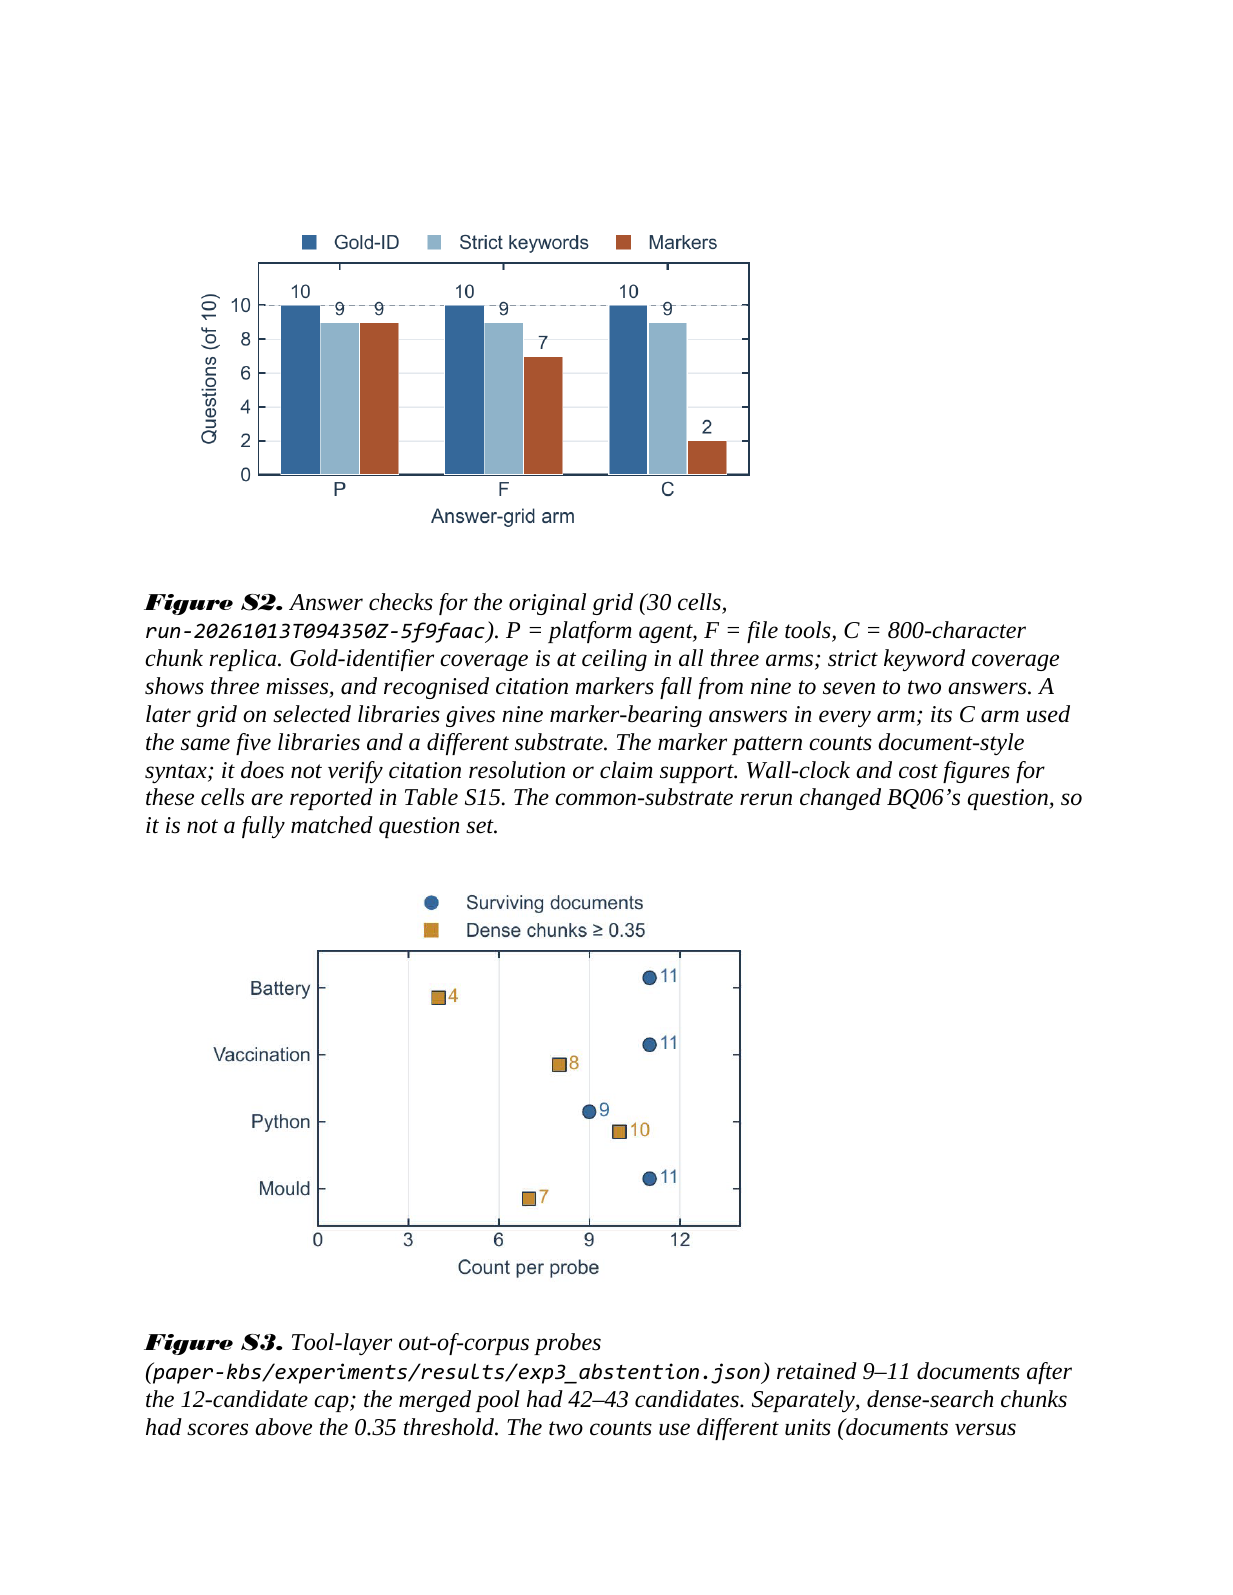 Gold-ID Strict keywords Markers
10 9 9 10 9 7 10 9 2
Questions (of 10)
10
8
6
4
2
0
P F C
Answer-grid arm
Figure S2. Answer checks for the original grid (30 cells,
run-20261013T094350Z-5f9faac). P = platform agent, F = file tools, C = 800-character
chunk replica. Gold-identifier coverage is at ceiling in all three arms; strict keyword coverage
shows three misses, and recognised citation markers fall from nine to seven to two answers. A
later grid on selected libraries gives nine marker-bearing answers in every arm; its C arm used
the same five libraries and a different substrate. The marker pattern counts document-style
syntax; it does not verify citation resolution or claim support. Wall-clock and cost figures for
these cells are reported in Table S15. The common-substrate rerun changed BQ06’s question, so
it is not a fully matched question set.
Surviving documents
Dense chunks ≥ 0.35
Battery 4 11
Vaccination 8 11
Python 9 10
Mould 7 11
0 3 6 9 12
Count per probe
Figure S3. Tool-layer out-of-corpus probes
(paper-kbs/experiments/results/exp3_abstention.json) retained 9–11 documents after
the 12-candidate cap; the merged pool had 42–43 candidates. Separately, dense-search chunks
had scores above the 0.35 threshold. The two counts use different units (documents versus